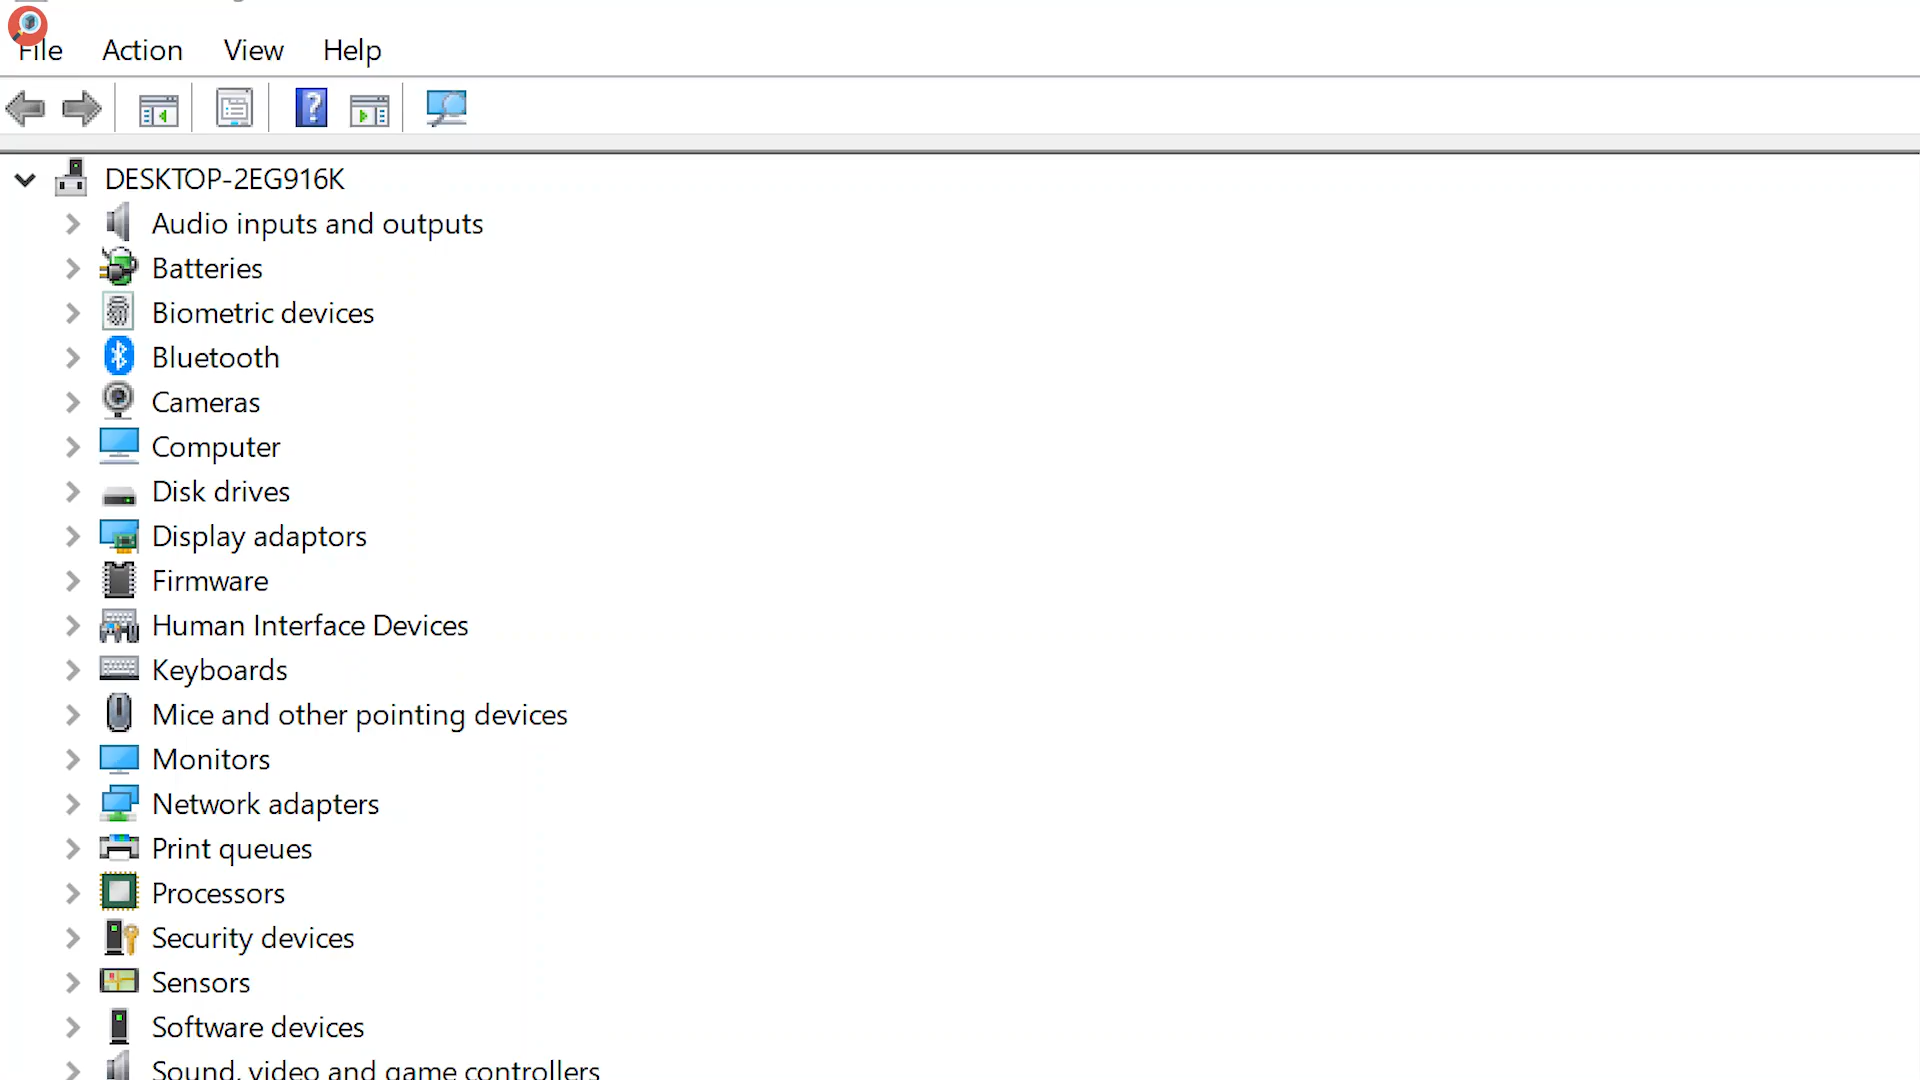 File Action View Help
DESKTOP-2EG916K
Audio inputs and outputs
Batteries
Biometric devices
Bluetooth
Cameras
Computer
Disk drives
Display adaptors
Firmware
Human Interface Devices
Keyboards
Mice and other pointing devices
Monitors
Network adapters
Print queues
Processors
Security devices
Sensors
Software devices
Sound, video and game controllers